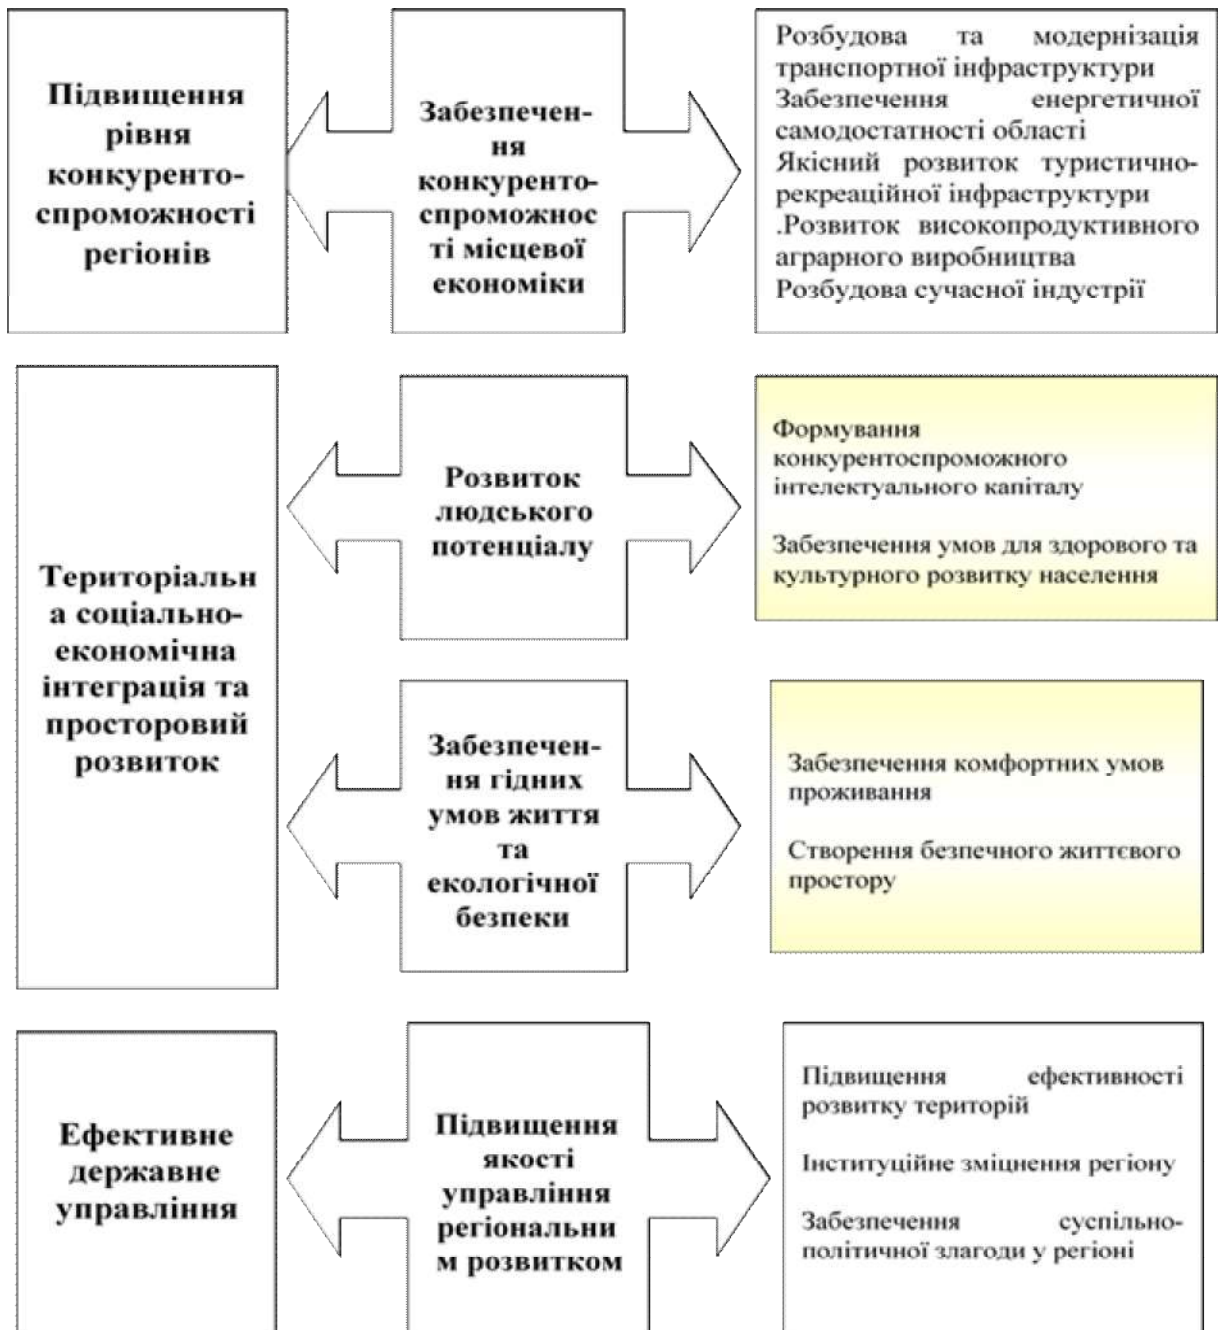 Підвищення
рівня
конкуренто-
спроможності
регіонів
Забезпечен-
ня
конкуренто-
спроможнос
ті місцевої
економіки
Розбудова та модернізація
транспортної інфраструктури
Забезпечення енергетичної
самодостатності області
Якісний розвиток туристично-
рекреаційної інфраструктури
.Розвиток високопродуктивного
аграрного виробництва
Розбудова сучасної індустрії
Територіальн
а соціально-
економічна
інтеграція та
просторовий
розвиток
Розвиток
людського
потенціалу
Формування
конкурентоспроможного
інтелектуального капіталу
Забезпечення умов для здорового та
культурного розвитку населення
Забезпечен-
ня гідних
умов життя
та
екологічної
безпеки
Забезпечення комфортних умов
проживання
Створення безпечного життєвого
простору
Ефективне
державне
управління
Підвищення
якості
управління
регіональни
м розвитком
Підвищення ефективності
розвитку територій
Інституційне зміцнення регіону
Забезпечення суспільно-
політичної злагоди у регіоні